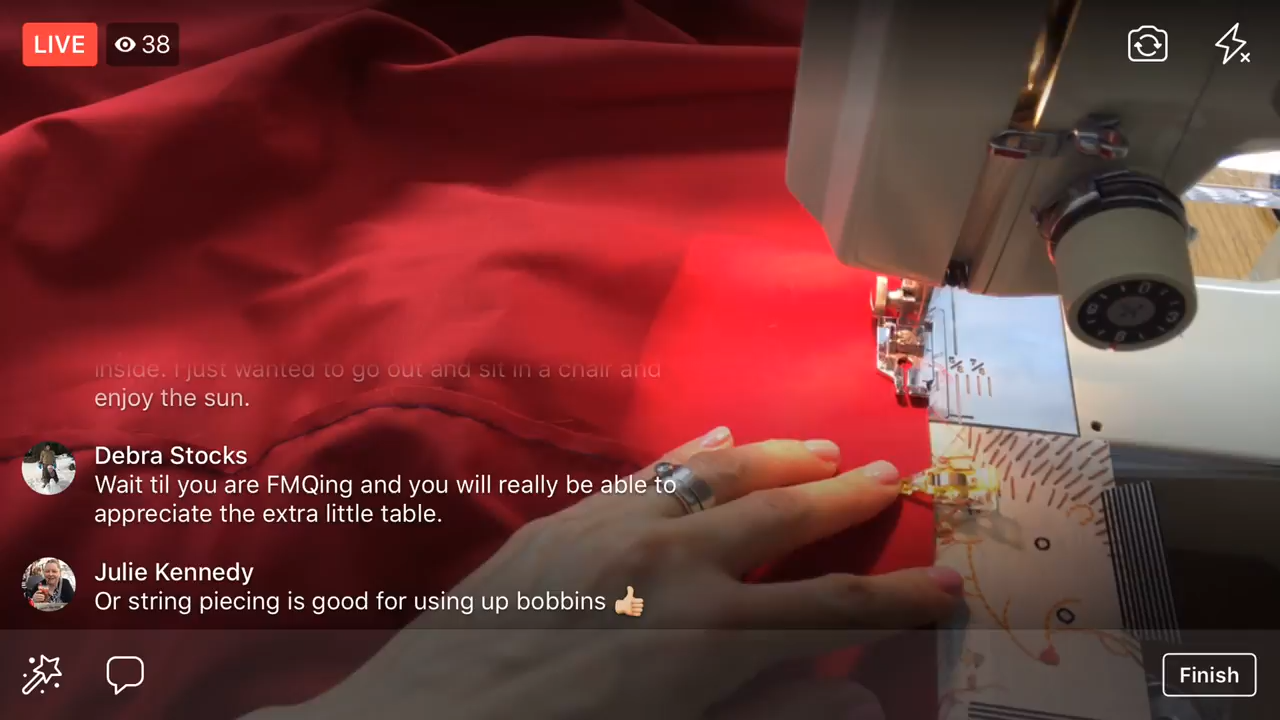 LIVE
38
inside. I just wanted to go out and sit in a chair and
enjoy the sun.
Debra Stocks
Wait til you are FMQing and you will really be able to
appreciate the extra little table.
Julie Kennedy
Or string piecing is good for using up bobbins 👍🏼
Finish